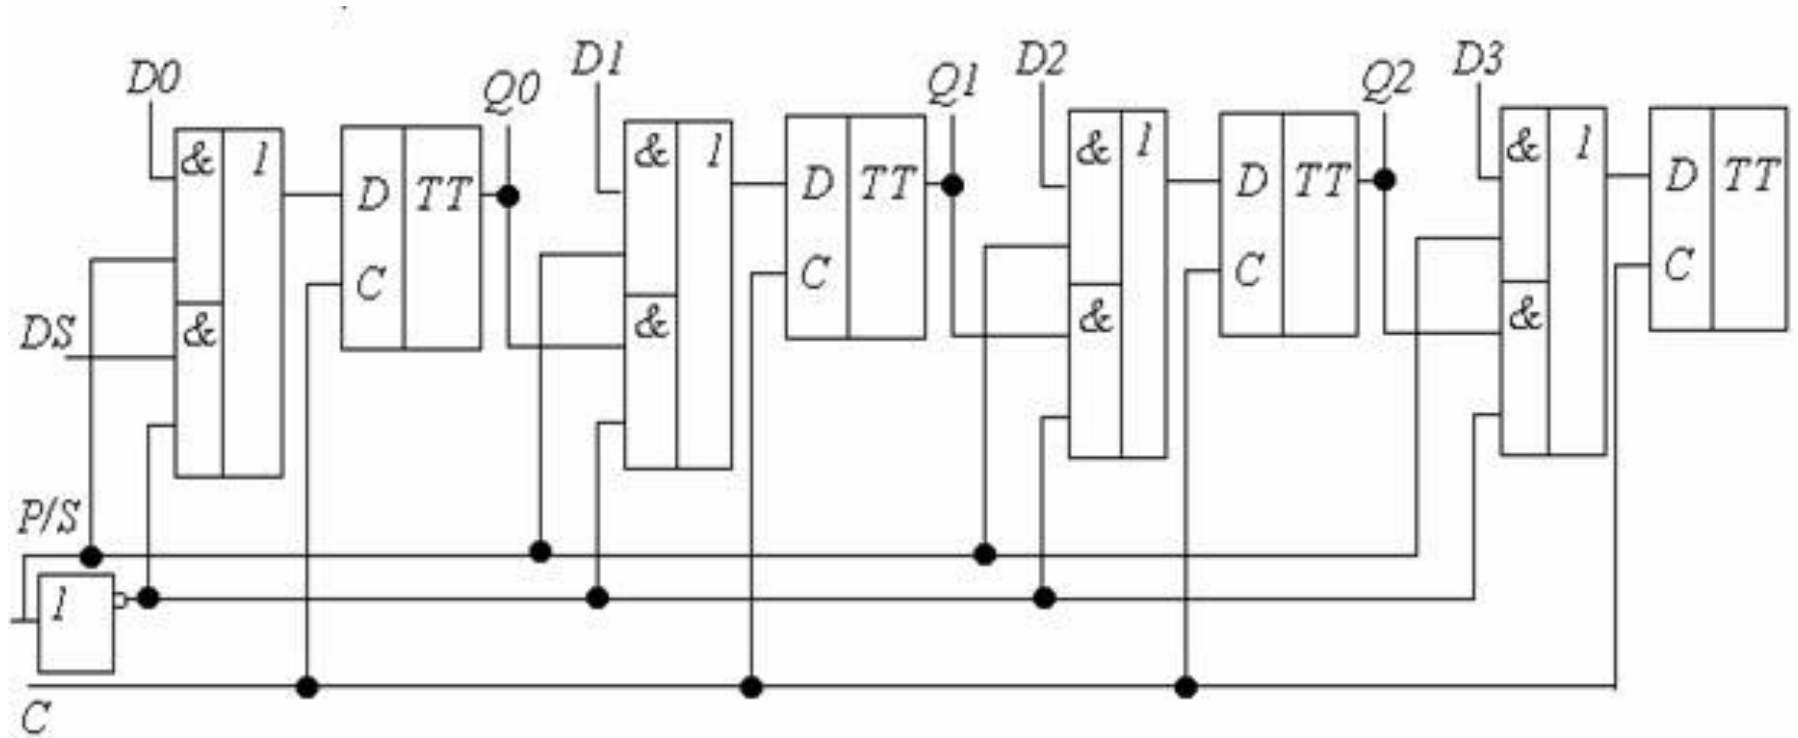 D0 Q0 D1 Q1 D2 Q2 D3
& 1 D TT & 1 D TT & 1 D TT & 1 D TT
C C C C
DS & & & &
P/S
1
C